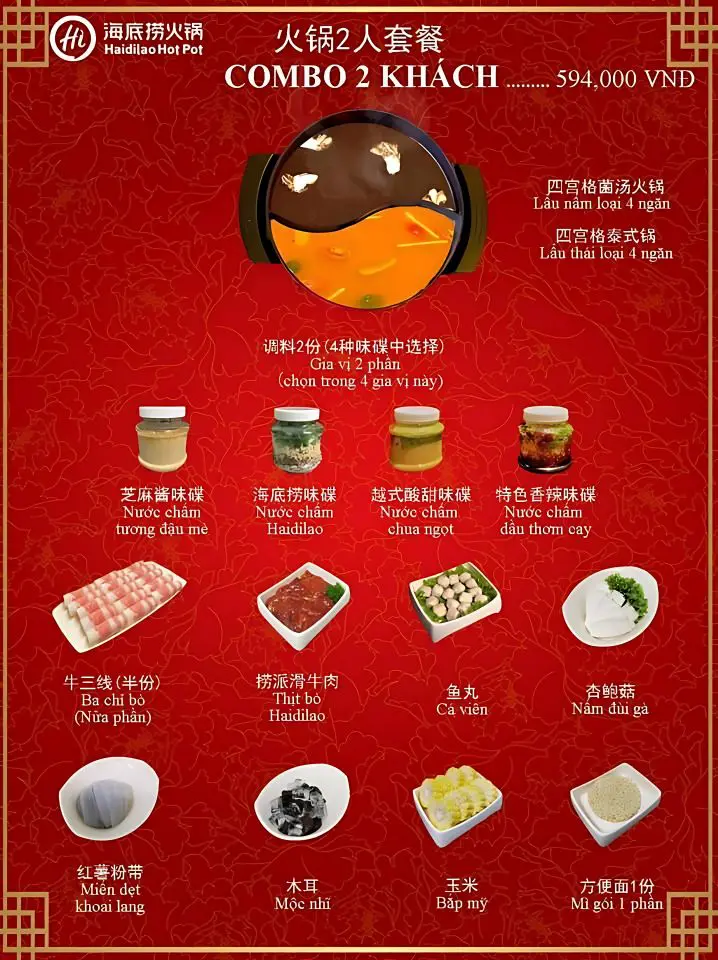 Hi
海底捞火锅
Haidilao Hot Pot
火锅2人套餐
COMBO 2 KHÁCH ......... 594,000 VNĐ
四宫格菌汤火锅
Lẩu nấm loại 4 ngăn
四宫格泰式锅
Lẩu thái loại 4 ngăn
调料2份(4种味碟中选择)
Gia vị 2 phần
(chọn trong 4 gia vị này)
芝麻酱味碟
Nước chấm
tương đậu mè
海底捞味碟
Nước chấm
Haidilao
越式酸甜味碟
Nước chấm
chua ngọt
特色香辣味碟
Nước chấm
dầu thơm cay
牛三线(半份)
Ba chỉ bò
(Nửa phần)
捞派滑牛肉
Thịt bò
Haidilao
鱼丸
Cá viên
杏鲍菇
Nấm đùi gà
红薯粉带
Miến dẹt
khoai lang
木耳
Mộc nhĩ
玉米
Bắp mỹ
方便面1份
Mì gói 1 phần